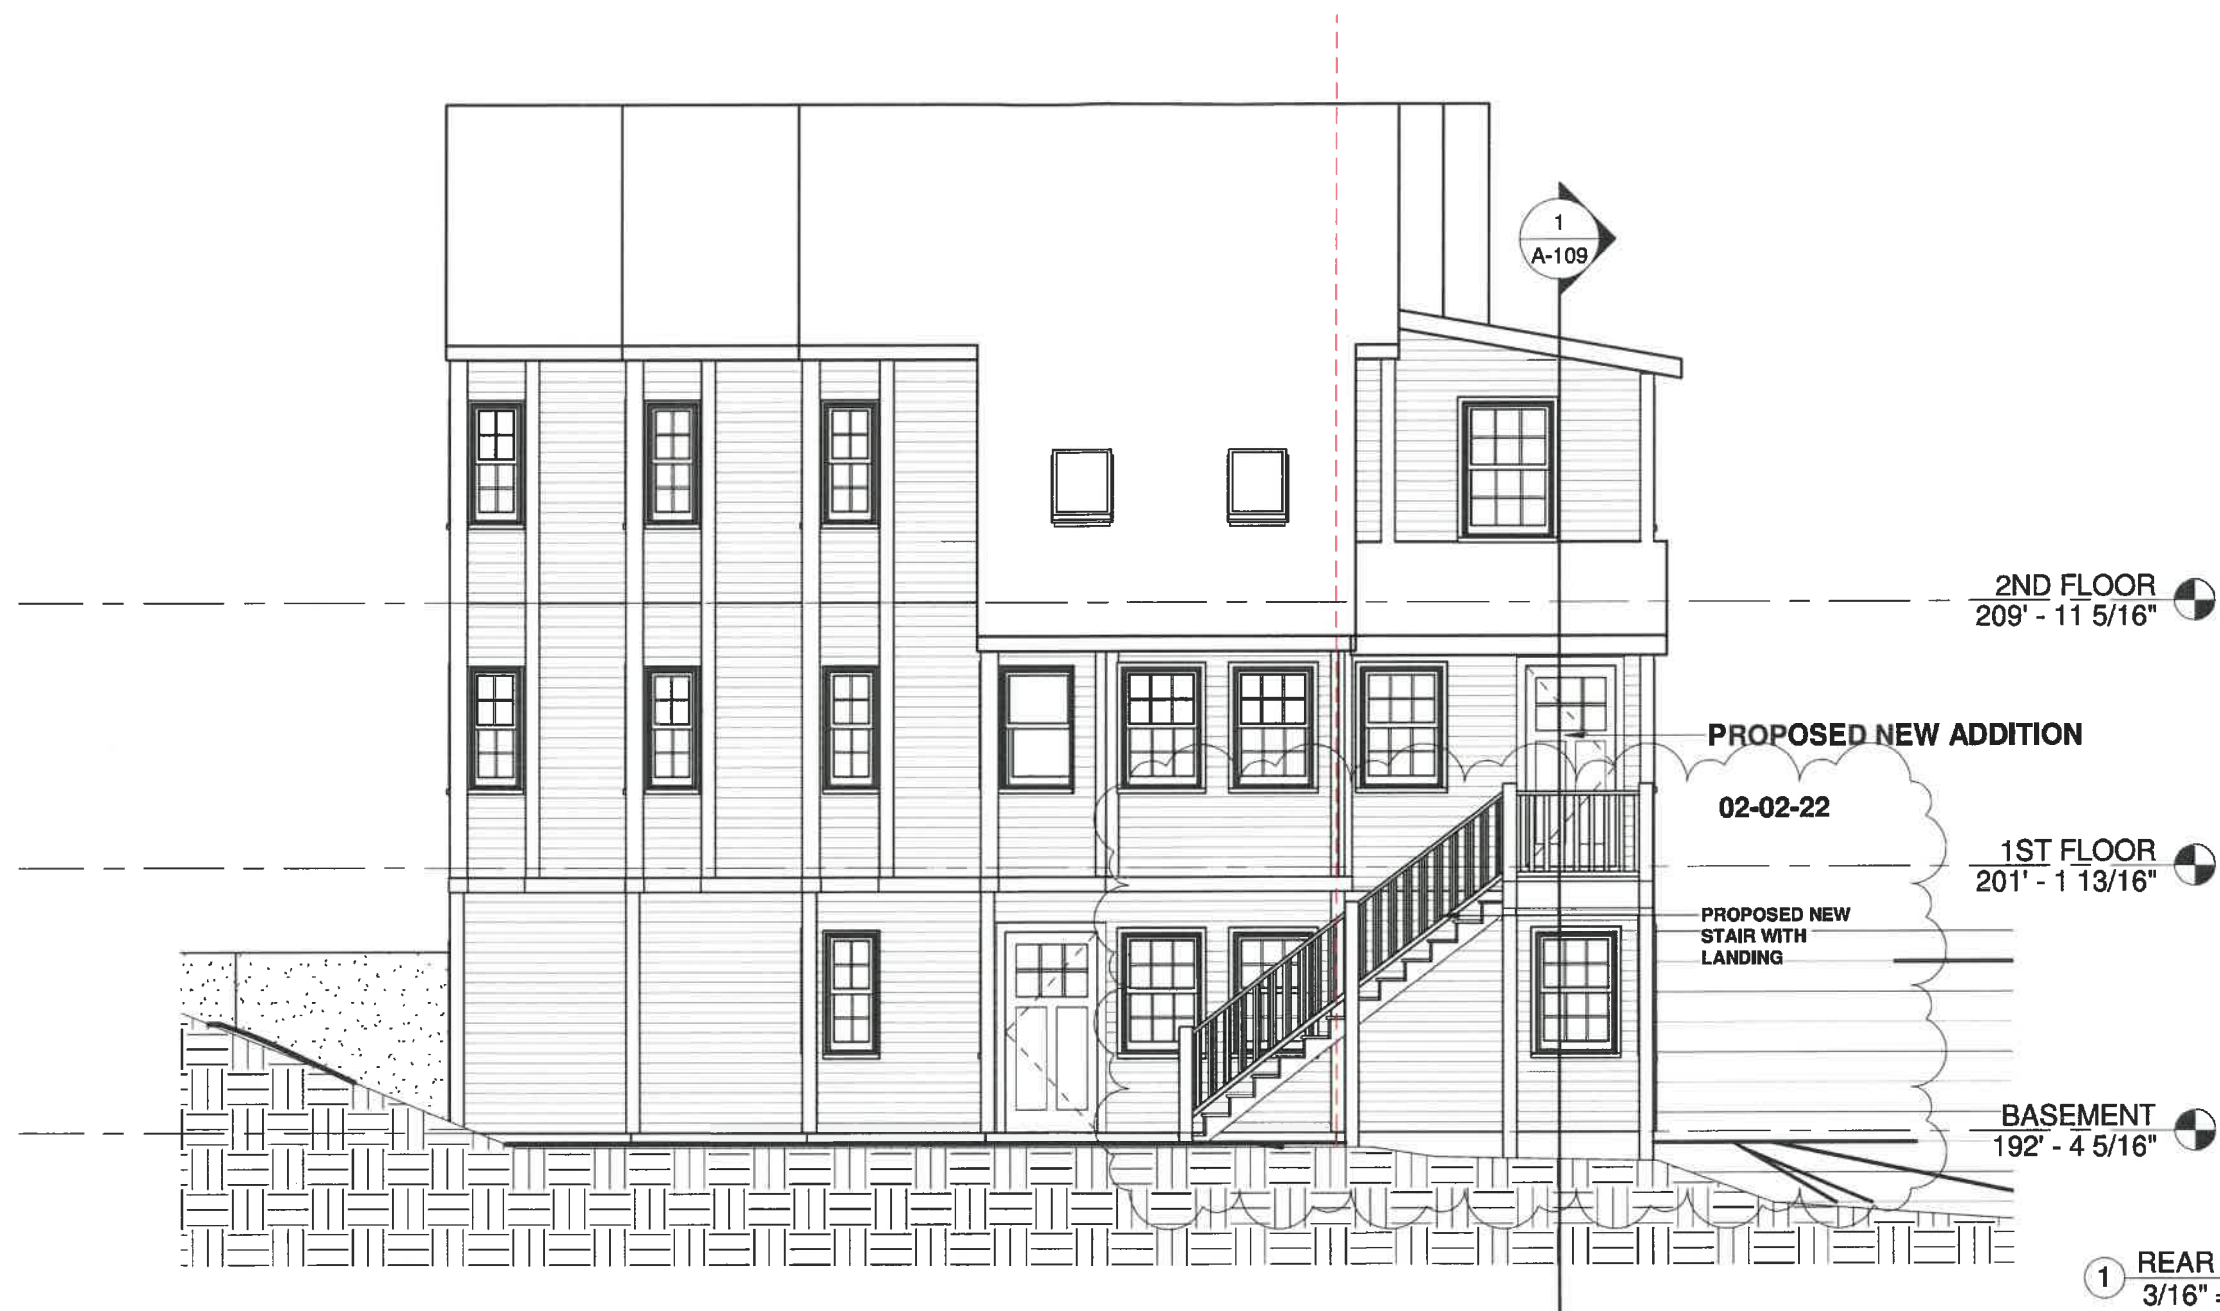 1
A-109
2ND FLOOR
209' - 11 5/16"
PROPOSED NEW ADDITION
02-02-22
1ST FLOOR
201' - 1 13/16"
PROPOSED NEW
STAIR WITH
LANDING
BASEMENT
192' - 4 5/16"
1 REAR
3/16" =